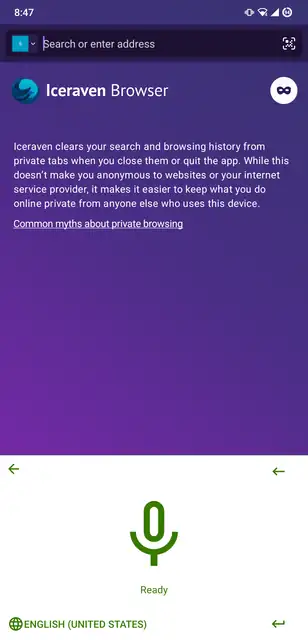 8:47
Search or enter address
Iceraven Browser
Iceraven clears your search and browsing history from
private tabs when you close them or quit the app. While this
doesn't make you anonymous to websites or your internet
service provider, it makes it easier to keep what you do
online private from anyone else who uses this device.
Common myths about private browsing
Ready
ENGLISH (UNITED STATES)